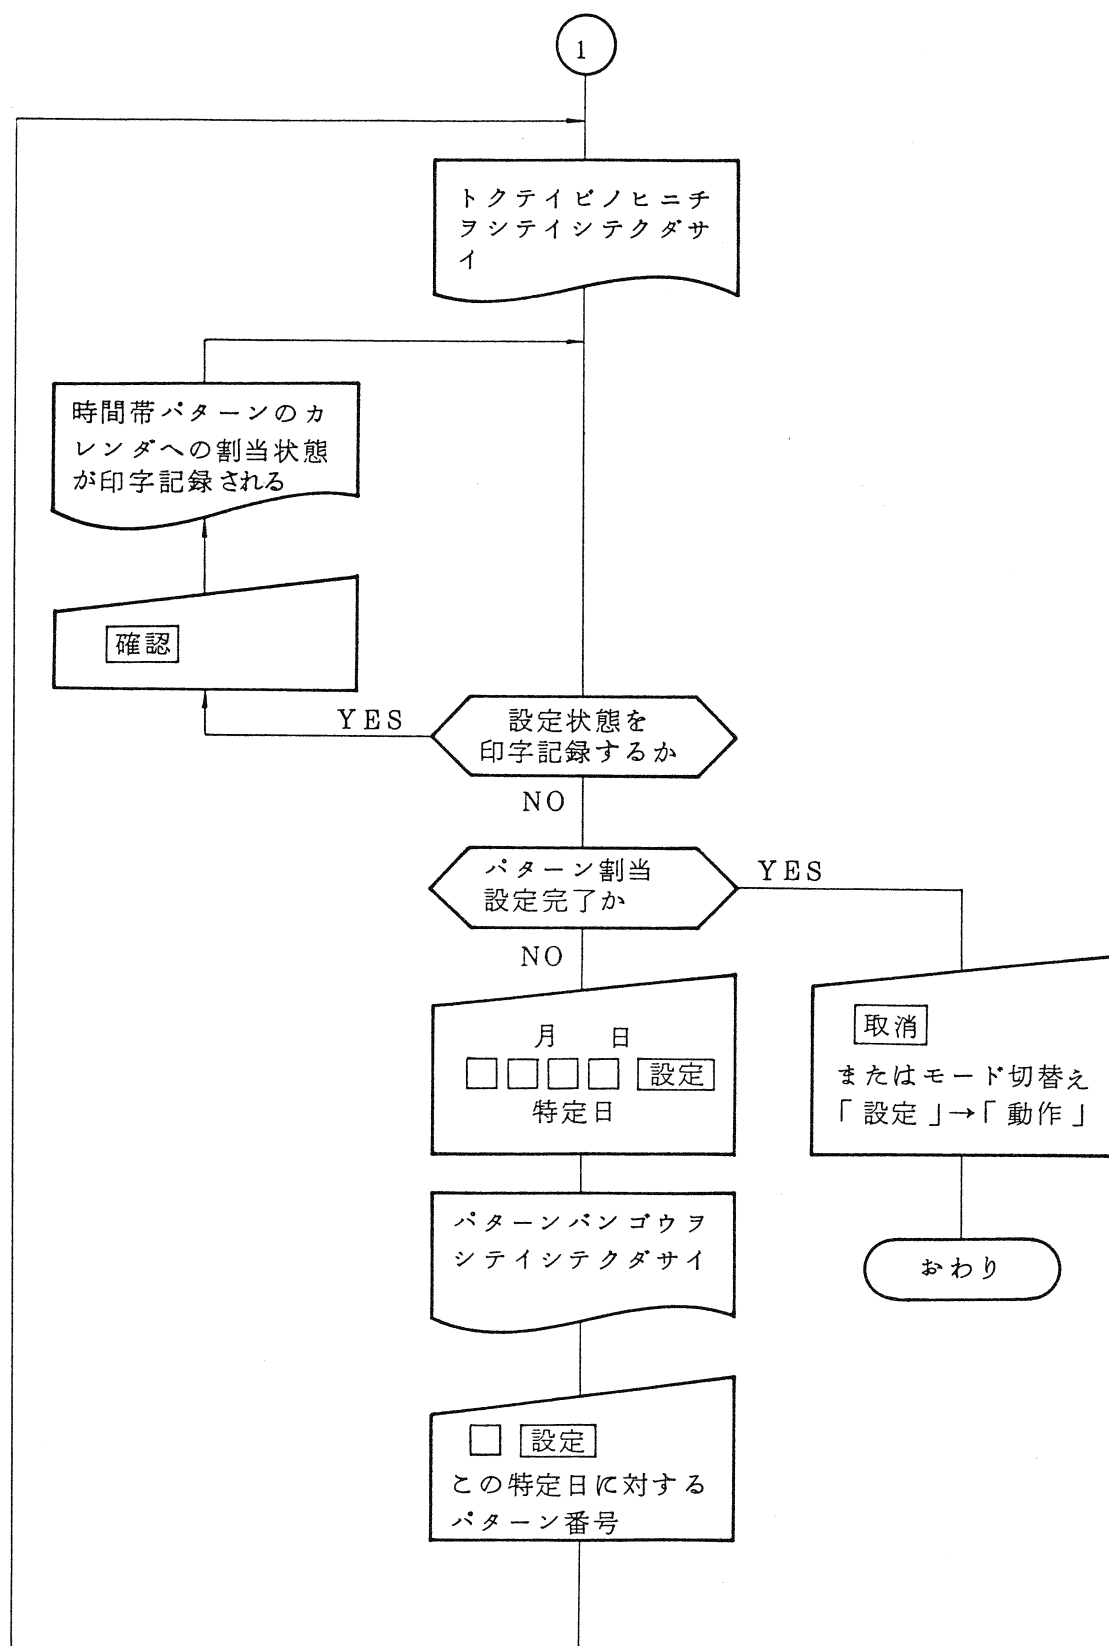 1
トクテイビノヒニチ
ヲシテイシテクダサ
イ
時間帯パターンのカ
レンダへの割当状態
が印字記録される
確認
YES
設定状態を
印字記録するか
NO
パターン割当
設定完了か
YES
NO
月 日
設定
特定日
取消
またはモード切替え
「設定」→「動作」
パターンバンゴウヲ
シテイシテクダサイ
おわり
設定
この特定日に対する
パターン番号